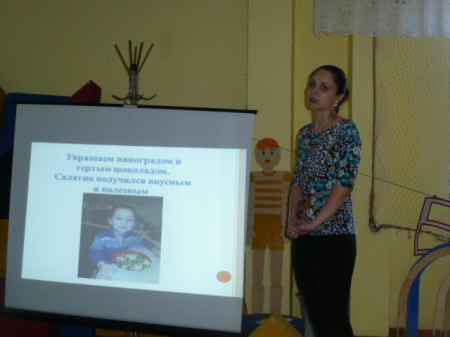 Украшаем виноградом и
тертым шоколадом.
Салатик получился вкусным
и полезным